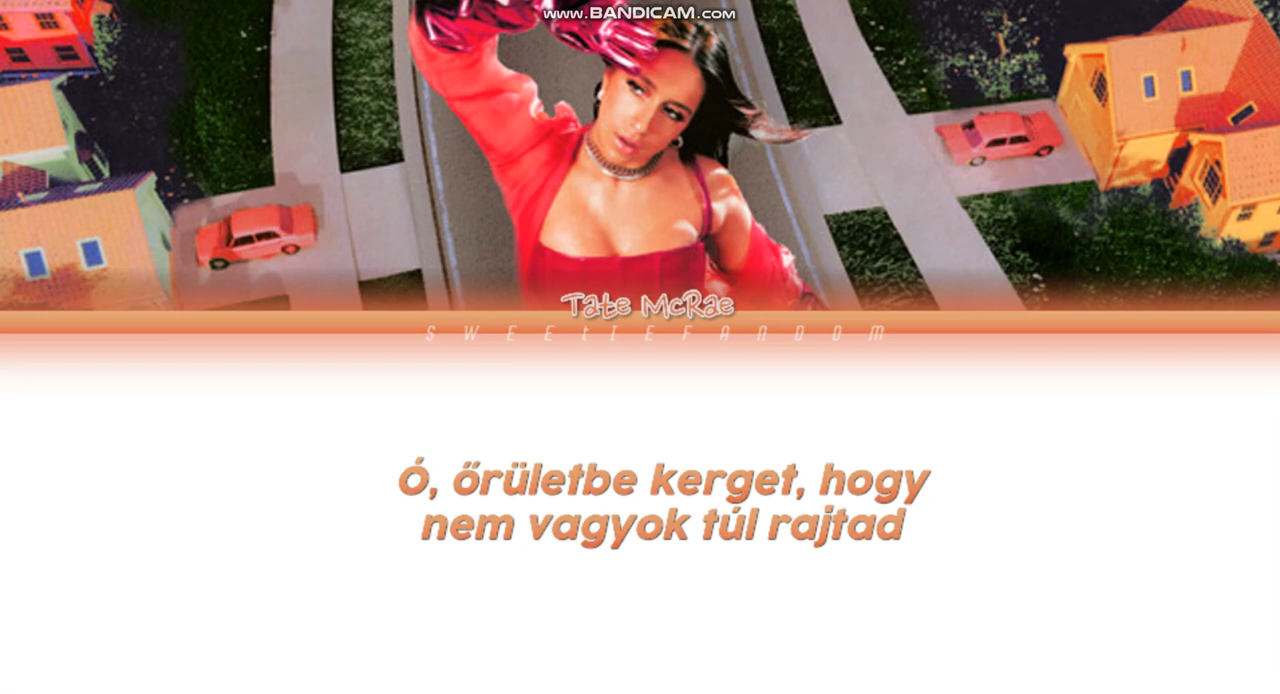 www.BANDICAM.com
Tate McRae
SWEEtIEFANDOM
Ó, őrületbe kerget, hogy
nem vagyok túl rajtad